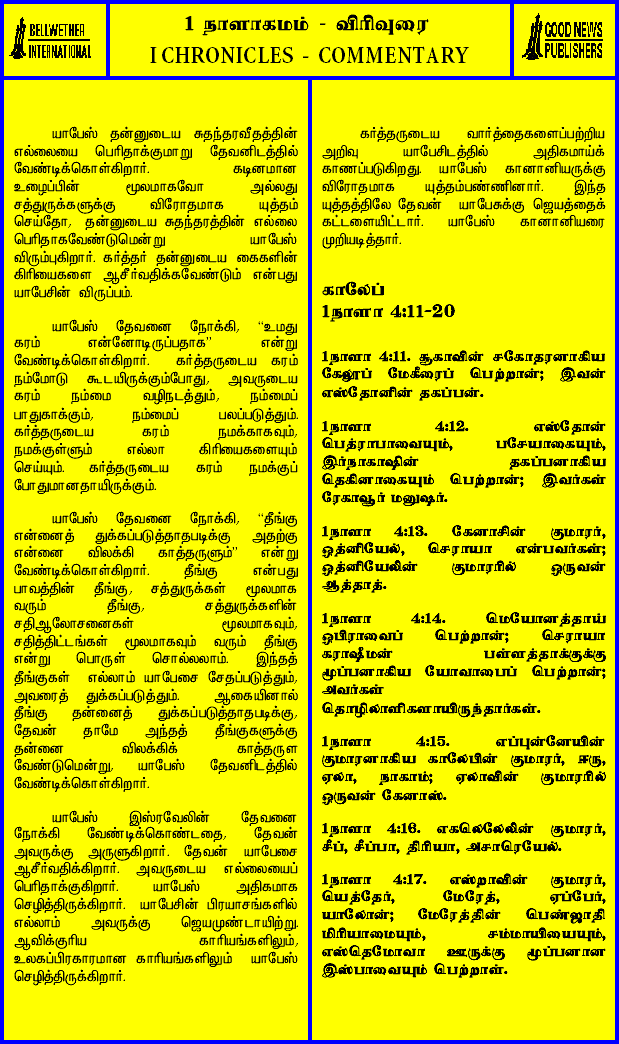 BELLWETHER
INTERNATIONAL
1 நாளாகமம் - விரிவுரை
I CHRONICLES - COMMENTARY
GOOD NEWS
PUBLISHERS
யாபேஸ் தன்னுடைய சுதந்தரவீதத்தின்
எல்லையை பெரிதாக்குமாறு தேவனிடத்தில்
வேண்டிக்கொள்கிறார். கடினமான
உழைப்பின் மூலமாகவோ அல்லது
சத்துருக்களுக்கு விரோதமாக யுத்தம்
செய்தோ, தன்னுடைய சுதந்தரத்தின் எல்லை
பெரிதாகவேண்டுமென்று யாபேஸ்
விரும்புகிறார். கர்த்தர் தன்னுடைய கைகளின்
கிரியைகளை ஆசீர்வதிக்கவேண்டும் என்பது
யாபேசின் விருப்பம்.
யாபேஸ் தேவனை நோக்கி, “உமது
கரம் என்னோடிருப்பதாக” என்று
வேண்டிக்கொள்கிறார். கர்த்தருடைய கரம்
நம்மோடு கூடயிருக்கும்போது, அவருடைய
கரம் நம்மை வழிநடத்தும், நம்மைப்
பாதுகாக்கும், நம்மைப் பலப்படுத்தும்.
கர்த்தருடைய கரம் நமக்காகவும்,
நமக்குள்ளும் எல்லா கிரியைகளையும்
செய்யும். கர்த்தருடைய கரம் நமக்குப்
போதுமானதாயிருக்கும்.
யாபேஸ் தேவனை நோக்கி, “தீங்கு
என்னைத் துக்கப்படுத்தாதபடிக்கு அதற்கு
என்னை விலக்கி காத்தருளும்” என்று
வேண்டிக்கொள்கிறார். தீங்கு என்பது
பாவத்தின் தீங்கு, சத்துருக்கள் மூலமாக
வரும் தீங்கு, சத்துருக்களின்
சதிஆலோசனைகள் மூலமாகவும்,
சதித்திட்டங்கள் மூலமாகவும் வரும் தீங்கு
என்று பொருள் சொல்லலாம். இந்தத்
தீங்குகள் எல்லாம் யாபேசை சேதப்படுத்தும்,
அவரைத் துக்கப்படுத்தும். ஆகையினால்
தீங்கு தன்னைத் துக்கப்படுத்தாதபடிக்கு,
தேவன் தாமே அந்தத் தீங்குகளுக்கு
தன்னை விலக்கிக் காத்தருள
வேண்டுமென்று, யாபேஸ் தேவனிடத்தில்
வேண்டிக்கொள்கிறார்.
யாபேஸ் இஸ்ரவேலின் தேவனை
நோக்கி வேண்டிக்கொண்டதை, தேவன்
அவருக்கு அருளுகிறார். தேவன் யாபேசை
ஆசீர்வதிக்கிறார். அவருடைய எல்லையைப்
பெரிதாக்குகிறார். யாபேஸ் அதிகமாக
செழித்திருக்கிறார். யாபேசின் பிரயாசங்களில்
எல்லாம் அவருக்கு ஜெயமுண்டாயிற்று.
ஆவிக்குரிய காரியங்களிலும்,
உலகப்பிரகாரமான காரியங்களிலும் யாபேஸ்
செழித்திருக்கிறார்.
கர்த்தருடைய வார்த்தைகளைப்பற்றிய
அறிவு யாபேசிடத்தில் அதிகமாய்க்
காணப்படுகிறது. யாபேஸ் கானானியருக்கு
விரோதமாக யுத்தம்பண்ணினார். இந்த
யுத்தத்திலே தேவன் யாபேசுக்கு ஜெயத்தைக்
கட்டளையிட்டார். யாபேஸ் கானானியரை
முறியடித்தார்.
காலேப்
1நாளா 4:11-20
1நாளா 4:11. சூகாவின் சகோதரனாகிய
கேலூப் மேகீரைப் பெற்றான்; இவன்
எஸ்தோனின் தகப்பன்.
1நாளா 4:12. எஸ்தோன்
பெத்ராபாவையும், பசேயாகையும்,
இர்நாகாஷின் தகப்பனாகிய
தெகினாகையும் பெற்றான்; இவர்கள்
ரேகாவூர் மனுஷர்.
1நாளா 4:13. கேனாசின் குமாரர்,
ஒத்னியேல், செராயா என்பவர்கள்;
ஒத்னியேலின் குமாரரில் ஒருவன்
ஆத்தாத்.
1நாளா 4:14. மெயோனத்தாய்
ஒபிராவைப் பெற்றான்; செராயா
கராஷீமன் பள்ளத்தாக்குக்கு
மூப்பனாகிய யோவாபைப் பெற்றான்;
அவர்கள்
தொழிலாளிகளாயிருந்தார்கள்.
1நாளா 4:15. எப்புன்னேயின்
குமாரனாகிய காலேபின் குமாரர், ஈரு,
ஏலா, நாகாம்; ஏலாவின் குமாரரில்
ஒருவன் கேனாஸ்.
1நாளா 4:16. எகலெலேலின் குமாரர்,
சீப், சீப்பா, திரியா, அசாரெயேல்.
1நாளா 4:17. எஸ்றாவின் குமாரர்,
யெத்தேர், மேரேத், ஏப்பேர்,
யாலோன்; மேரேத்தின் பெண்ஜாதி
மிரியாமையும், சம்மாயியையும்,
எஸ்தெமோவா ஊருக்கு மூப்பனான
இஸ்பாவையும் பெற்றாள்.